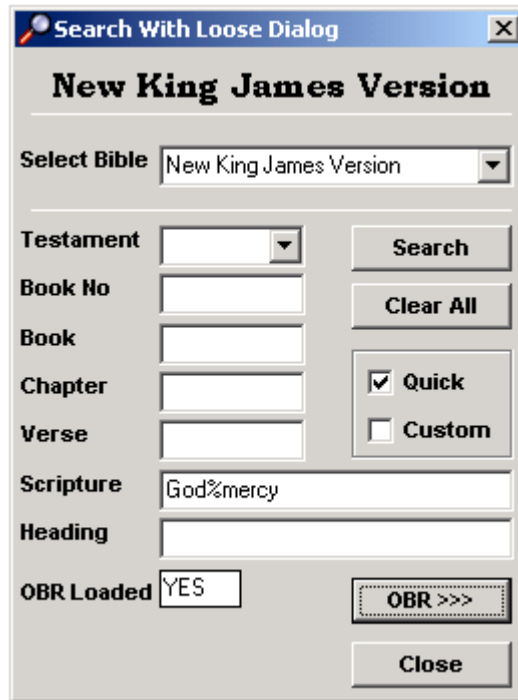 Search With Loose Dialog
New King James Version
Select Bible New King James Version
Testament Search
Book No
Clear All
Book
Chapter Quick
Verse Custom
Scripture God%mercy
Heading
OBR Loaded YES OBR >>>
Close